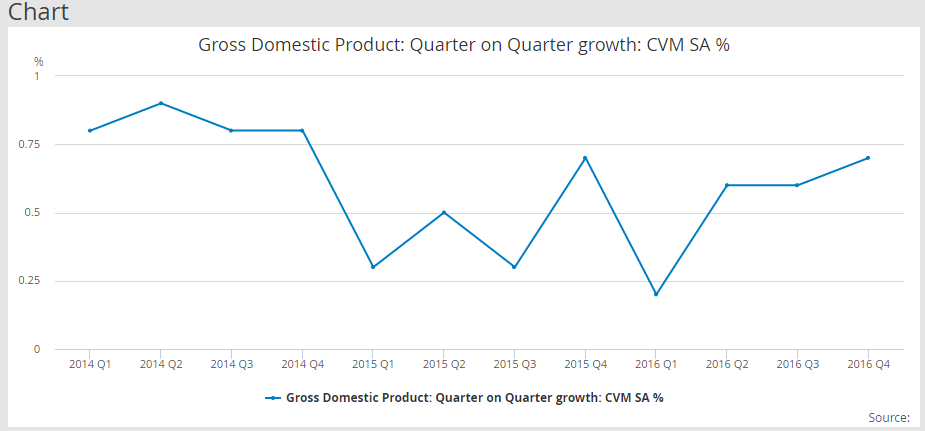 Chart
Gross Domestic Product: Quarter on Quarter growth: CVM SA %
%
1
0.75
0.5
0.25
0
2014 Q1 2014 Q2 2014 Q3 2014 Q4 2015 Q1 2015 Q2 2015 Q3 2015 Q4 2016 Q1 2016 Q2 2016 Q3 2016 Q4
Gross Domestic Product: Quarter on Quarter growth: CVM SA %
Source: